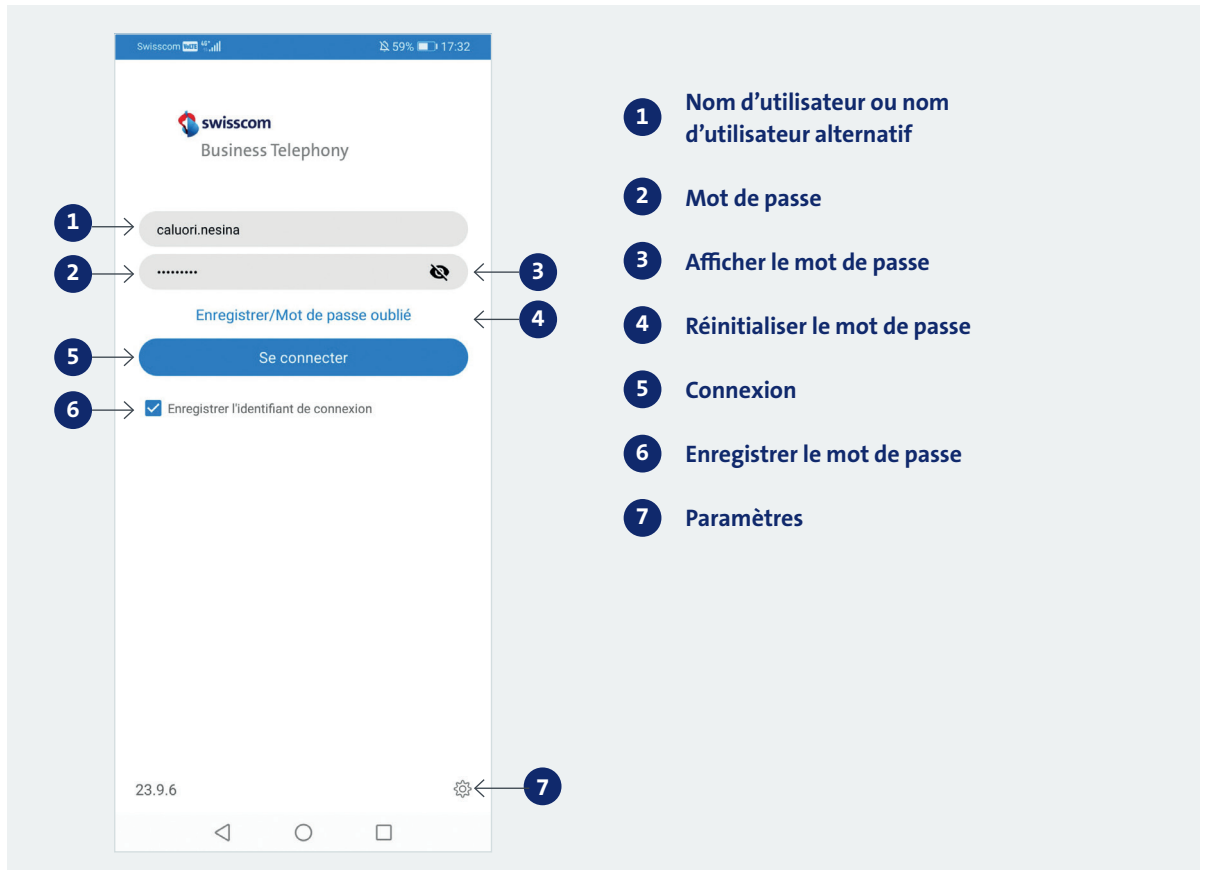 Swisscom 59% 17:32
swisscom
Business Telephony
1
caluori.nesina
2
•••••••••
3
Enregistrer/Mot de passe oublié
4
5
Se connecter
6
Enregistrer l'identifiant de connexion
23.9.6
7
1
Nom d’utilisateur ou nom
d’utilisateur alternatif
2
Mot de passe
3
Afficher le mot de passe
4
Réinitialiser le mot de passe
5
Connexion
6
Enregistrer le mot de passe
7
Paramètres